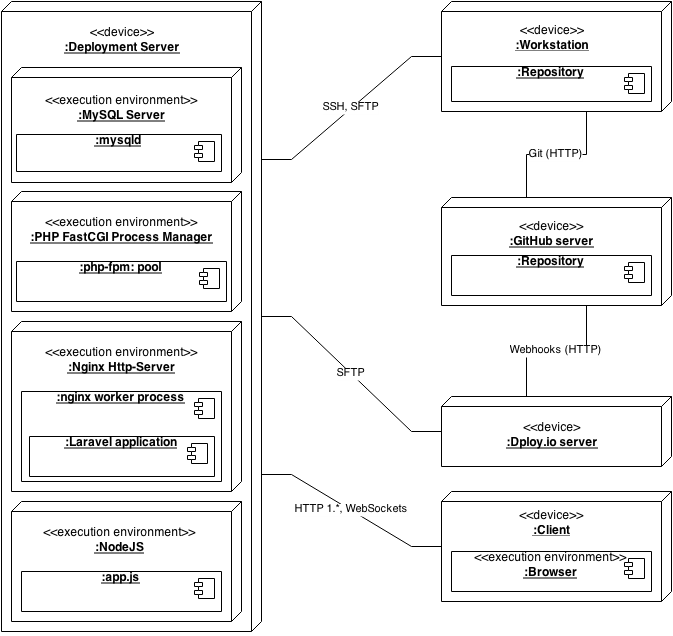 <<device>>
:Deployment Server
<<execution environment>>
:MySQL Server
:mysqld
<<execution environment>>
:PHP FastCGI Process Manager
:php-fpm: pool
<<execution environment>>
:Nginx Http-Server
:nginx worker process
:Laravel application
<<execution environment>>
:NodeJS
:app.js
SSH, SFTP
SFTP
HTTP 1.*, WebSockets
<<device>>
:Workstation
:Repository
Git (HTTP)
<<device>>
:GitHub server
:Repository
Webhooks (HTTP)
<<device>
:Dploy.io server
<<device>>
:Client
<<execution environment>>
:Browser